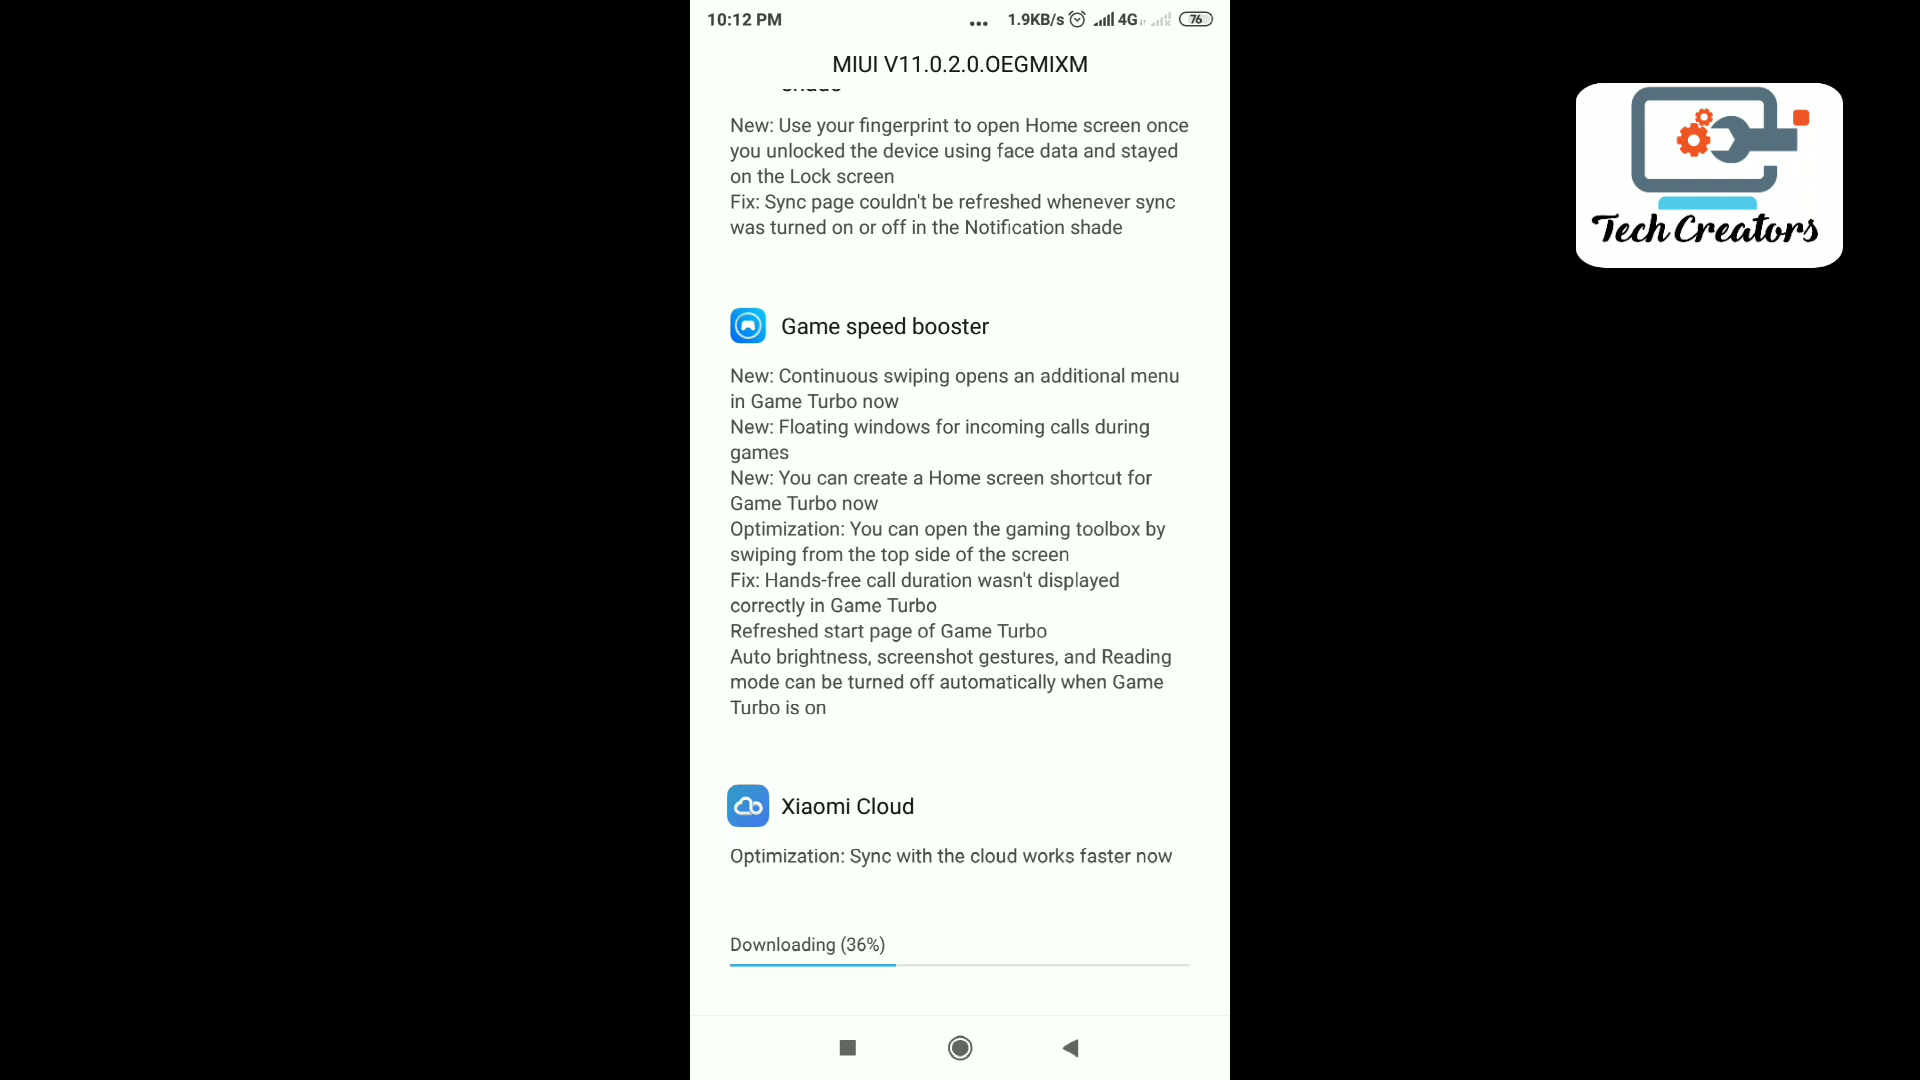 10:12 PM
... 1.9KB/s 4G 76
MIUI V11.0.2.0.OEGMIXM
New: Use your fingerprint to open Home screen once
you unlocked the device using face data and stayed
on the Lock screen
Fix: Sync page couldn't be refreshed whenever sync
was turned on or off in the Notification shade
Game speed booster
New: Continuous swiping opens an additional menu
in Game Turbo now
New: Floating windows for incoming calls during
games
New: You can create a Home screen shortcut for
Game Turbo now
Optimization: You can open the gaming toolbox by
swiping from the top side of the screen
Fix: Hands-free call duration wasn't displayed
correctly in Game Turbo
Refreshed start page of Game Turbo
Auto brightness, screenshot gestures, and Reading
mode can be turned off automatically when Game
Turbo is on
Xiaomi Cloud
Optimization: Sync with the cloud works faster now
Downloading (36%)
Tech Creators